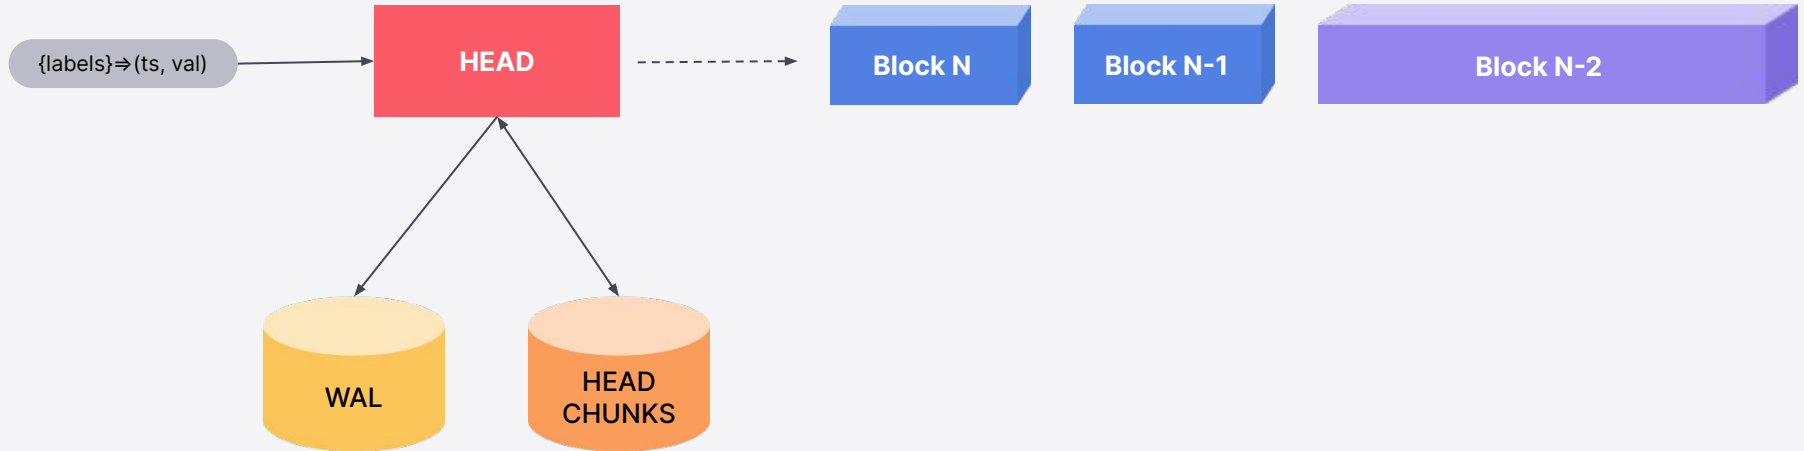 {labels}⇒(ts, val)
HEAD
Block N
Block N-1
Block N-2
WAL
HEAD
CHUNKS